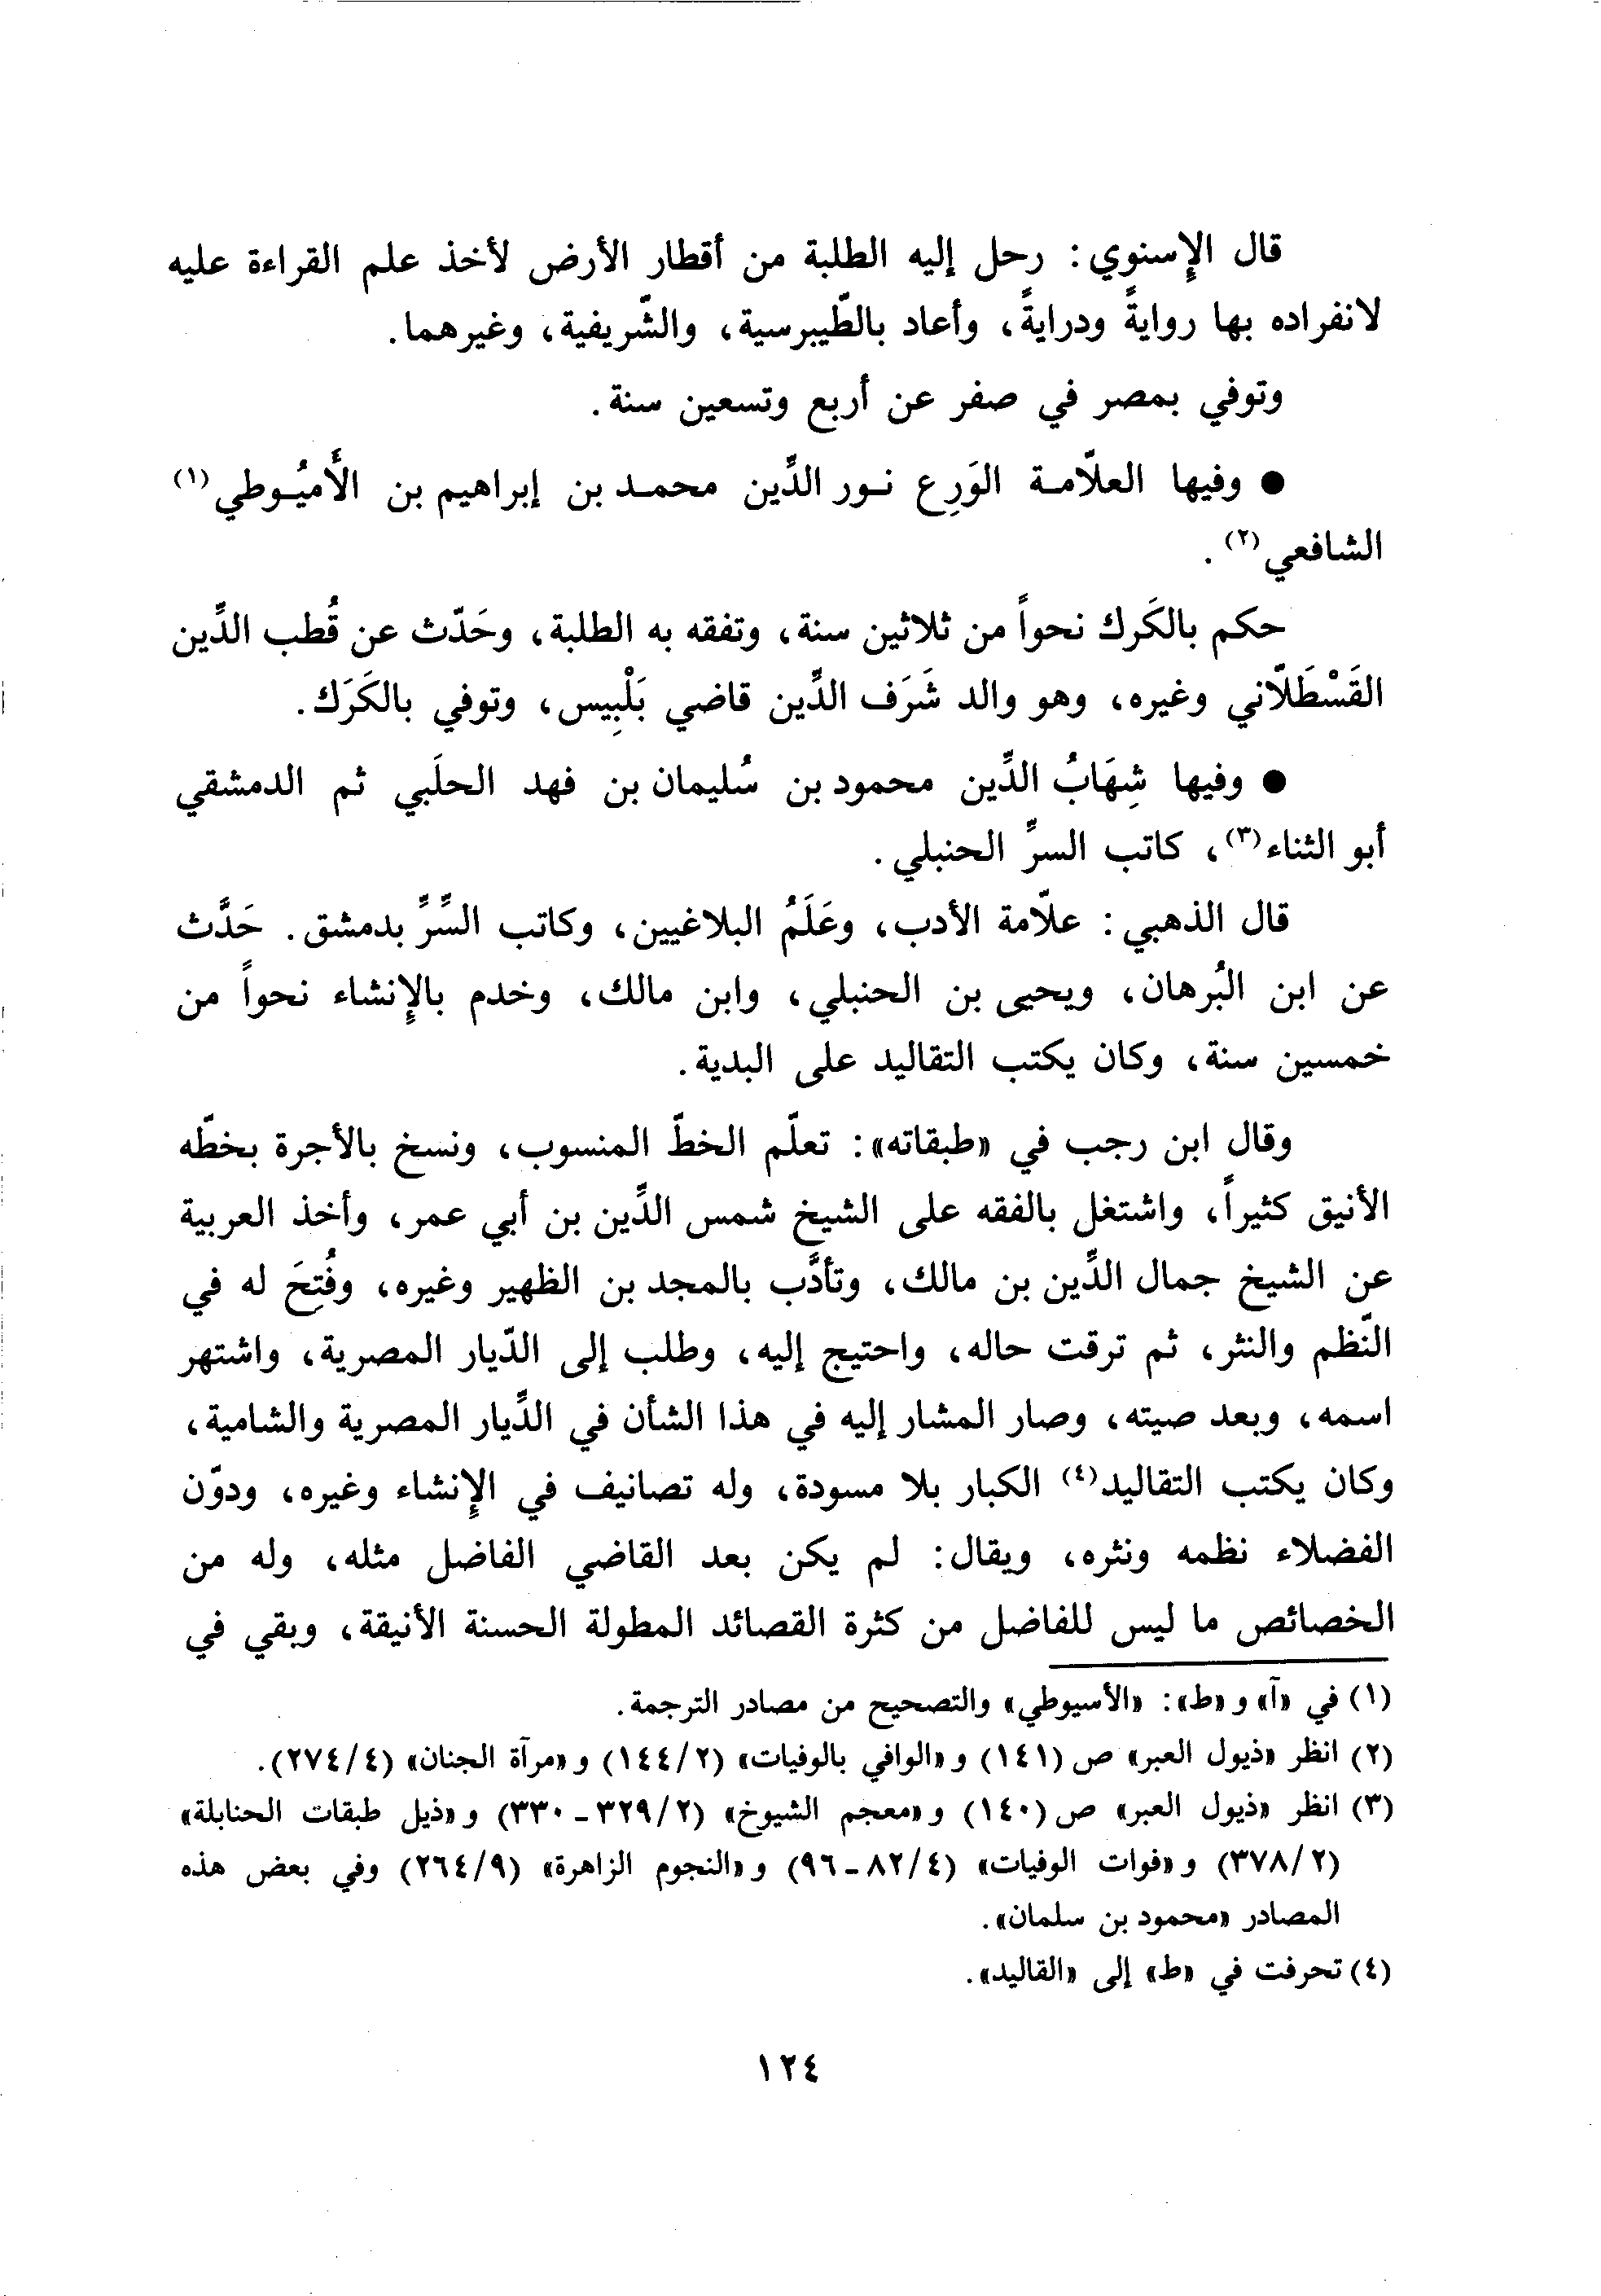 قال الإِسنوي: رحل إليه الطلبة من أقطار الأرض لأخذ علم القراءة عليه
لانفراده بها روايةً ودرايةً، وأعاد بالطّيبرسية، والشّريفية، وغيرهما.
وتوفي بمصر في صفر عن أربع وتسعين سنة.
● وفيها العلّامة الوَرِع نور الدِّين محمد بن إبراهيم بن الأَميُوطي(١)
الشافعي(٢).
حكم بالكَرك نحواً من ثلاثين سنة، وتفقه به الطلبة، وحَدّث عن قُطب الدِّين
القَسْطَلّاني وغيره، وهو والد شَرَف الدِّين قاضي بَلْبِيس، وتوفي بالكَرَك.
● وفيها شِهَابُ الدِّين محمود بن سُليمان بن فهد الحلَبي ثم الدمشقي
أبو الثناء(٣)، كاتب السرِّ الحنبلي.
قال الذهبي: علّامة الأدب، وعَلَمُ البلاغيين، وكاتب السِّرِّ بدمشق. حَدَّث
عن ابن البُرهان، ويحيى بن الحنبلي، وابن مالك، وخدم بالإِنشاء نحواً من
خمسين سنة، وكان يكتب التقاليد على البدية.
وقال ابن رجب في «طبقاته»: تعلّم الخطّ المنسوب، ونسخ بالأجرة بخطّه
الأنيق كثيراً، واشتغل بالفقه على الشيخ شمس الدِّين بن أبي عمر، وأخذ العربية
عن الشيخ جمال الدِّين بن مالك، وتأدَّب بالمجد بن الظهير وغيره، وفُتِحَ له في
النّظم والنثر، ثم ترقت حاله، واحتيج إليه، وطلب إلى الدّيار المصرية، واشتهر
اسمه، وبعد صيته، وصار المشار إليه في هذا الشأن في الدِّيار المصرية والشامية،
وكان يكتب التقاليد(٤) الكبار بلا مسودة، وله تصانيف في الإِنشاء وغيره، ودوّن
الفضلاء نظمه ونثره، ويقال: لم يكن بعد القاضي الفاضل مثله، وله من
الخصائص ما ليس للفاضل من كثرة القصائد المطولة الحسنة الأنيقة، وبقي في
(١) في «آ» و«ط»: «الأسيوطي» والتصحيح من مصادر الترجمة.
(٢) انظر «ذيول العبر» ص (١٤١) و«الوافي بالوفيات» (٢/ ١٤٤) و«مرآة الجنان» (٤/ ٢٧٤).
(٣) انظر «ذيول العبر» ص (١٤٠) و«معجم الشيوخ» (٢/ ٣٢٩ - ٣٣٠) و«ذيل طبقات الحنابلة»
(٢/ ٣٧٨) و«فوات الوفيات» (٤/ ٨٢ - ٩٦) و«النجوم الزاهرة» (٩/ ٢٦٤) وفي بعض هذه
المصادر «محمود بن سلمان».
(٤) تحرفت في «ط» إلى «القاليد».
١٢٤